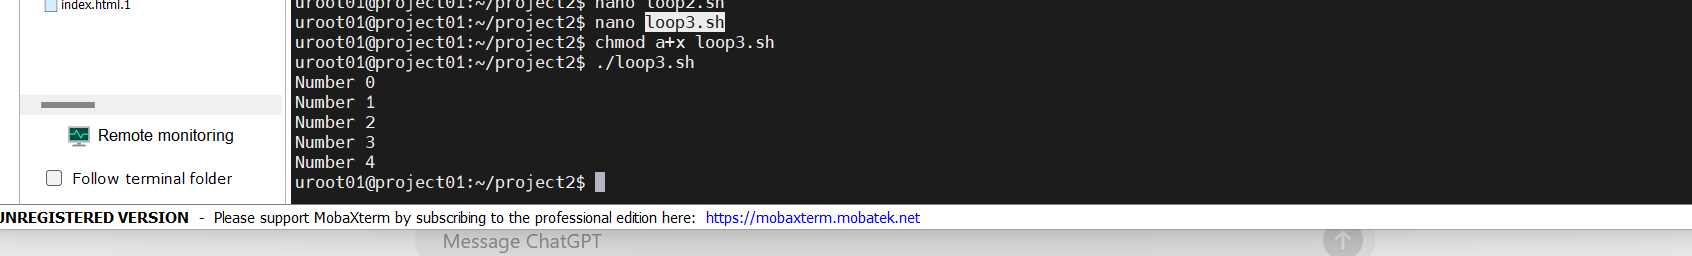 index.html.1
Remote monitoring
Follow terminal folder
uroot01@project01:~/project2$ nano loop2.sh
uroot01@project01:~/project2$ nano loop3.sh
uroot01@project01:~/project2$ chmod a+x loop3.sh
uroot01@project01:~/project2$ ./loop3.sh
Number 0
Number 1
Number 2
Number 3
Number 4
uroot01@project01:~/project2$
UNREGISTERED VERSION - Please support MobaXterm by subscribing to the professional edition here: https://mobaxterm.mobatek.net
Message ChatGPT